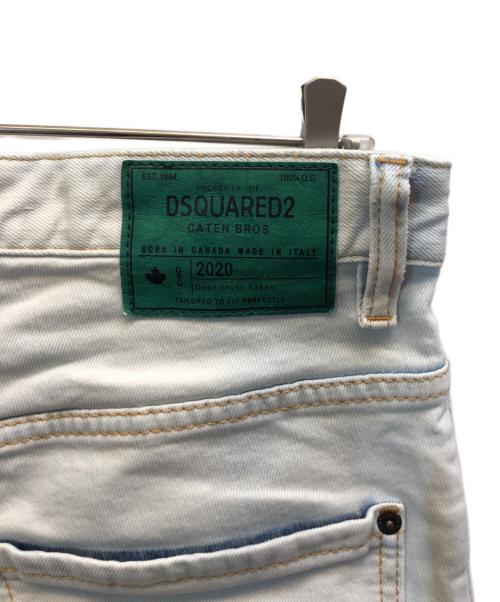 EST. 1964 100% O.G.
PROPERTY OF
DSQUARED2
CATEN BROS
BORN IN CANADA MADE IN ITALY
DSQ
2020
Dont trust Fakes
TAILORED TO FIT PERFECTLY